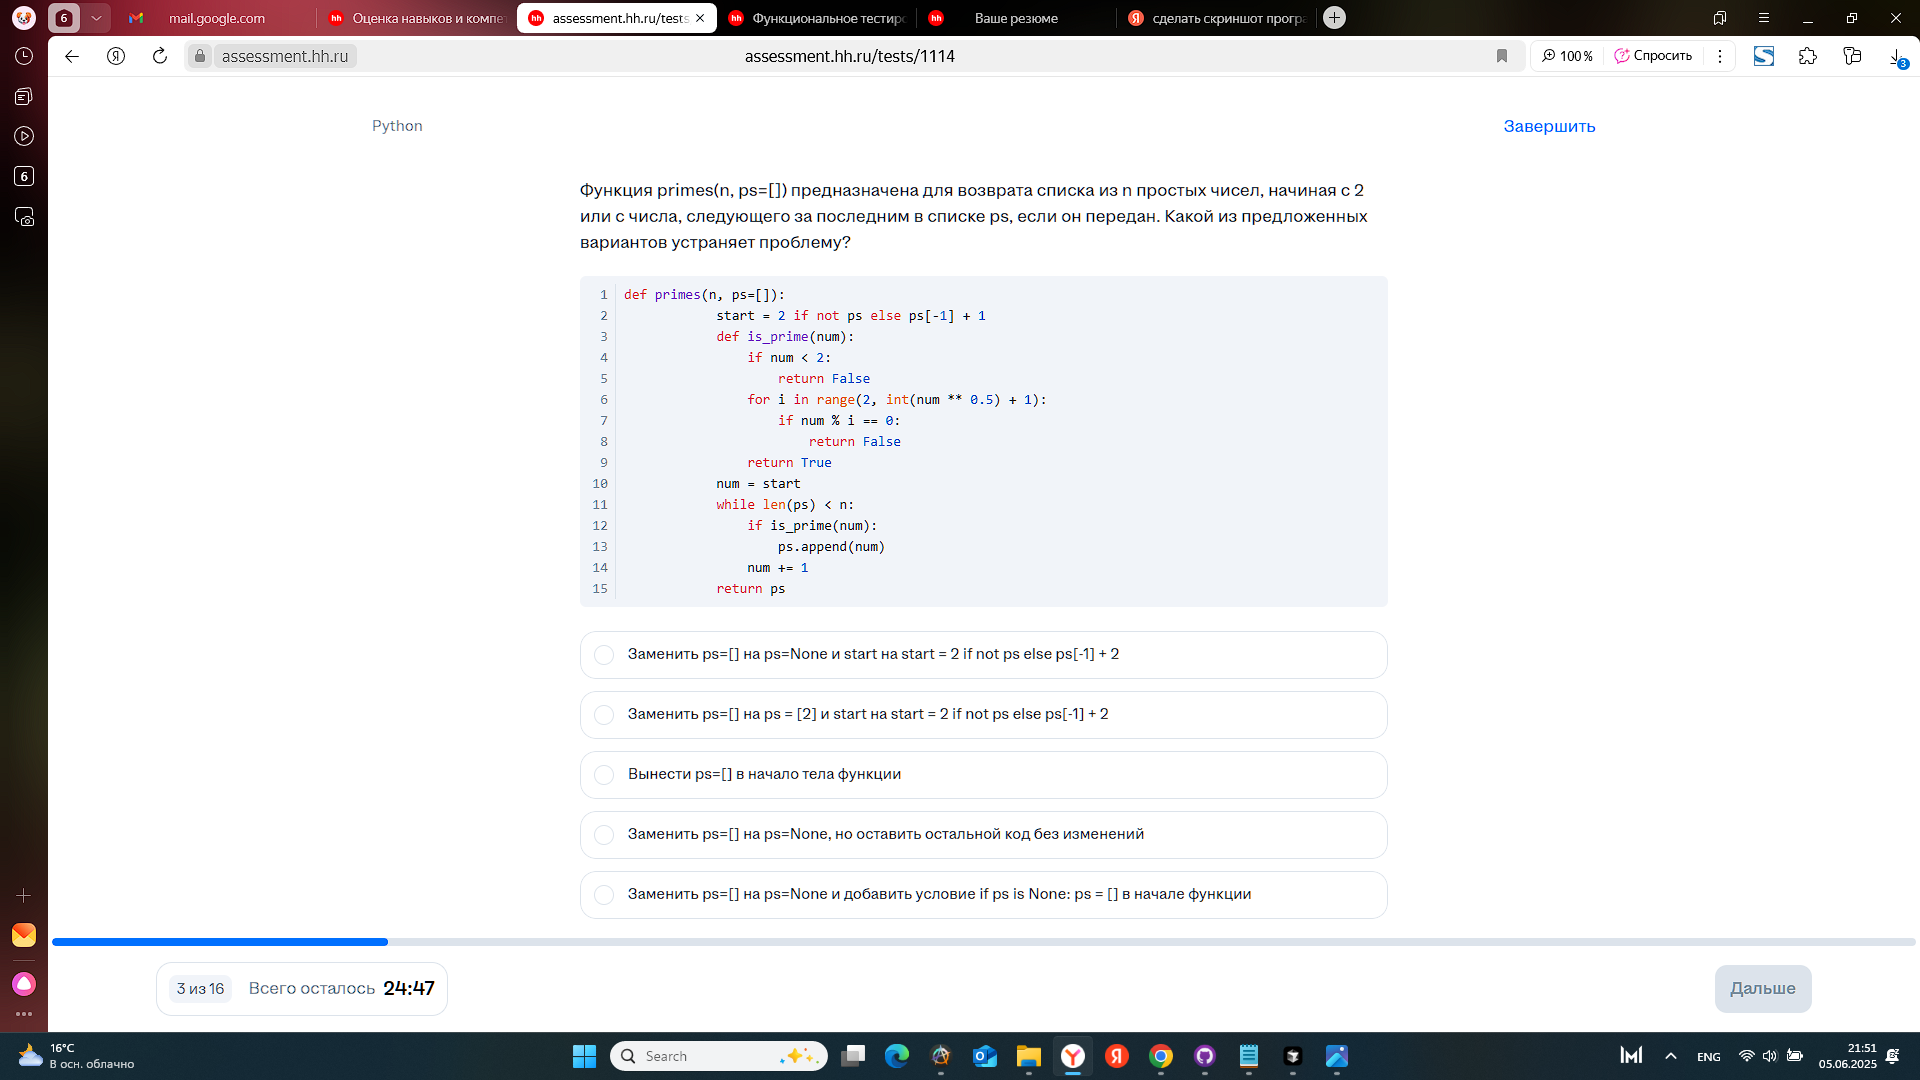 6
mail.google.com
Оценка навыков и компе
assessment.hh.ru/tests
Функциональное тестиро
Ваше резюме
сделать скриншот програ
assessment.hh.ru
assessment.hh.ru/tests/1114
100 %
Спросить
3
6
Python
Завершить
Функция primes(n, ps=[]) предназначена для возврата списка из n простых чисел, начиная с 2
или с числа, следующего за последним в списке ps, если он передан. Какой из предложенных
вариантов устраняет проблему?
1 def primes(n, ps=[]):
2 start = 2 if not ps else ps[-1] + 1
3 def is_prime(num):
4 if num < 2:
5 return False
6 for i in range(2, int(num ** 0.5) + 1):
7 if num % i == 0:
8 return False
9 return True
10 num = start
11 while len(ps) < n:
12 if is_prime(num):
13 ps.append(num)
14 num += 1
15 return ps
Заменить ps=[] на ps=None и start на start = 2 if not ps else ps[-1] + 2
Заменить ps=[] на ps = [2] и start на start = 2 if not ps else ps[-1] + 2
Вынести ps=[] в начало тела функции
Заменить ps=[] на ps=None, но оставить остальной код без изменений
Заменить ps=[] на ps=None и добавить условие if ps is None: ps = [] в начале функции
3 из 16
Всего осталось 24:47
Дальше
16°C
В осн. облачно
Search
ENG
21:51
05.06.2025